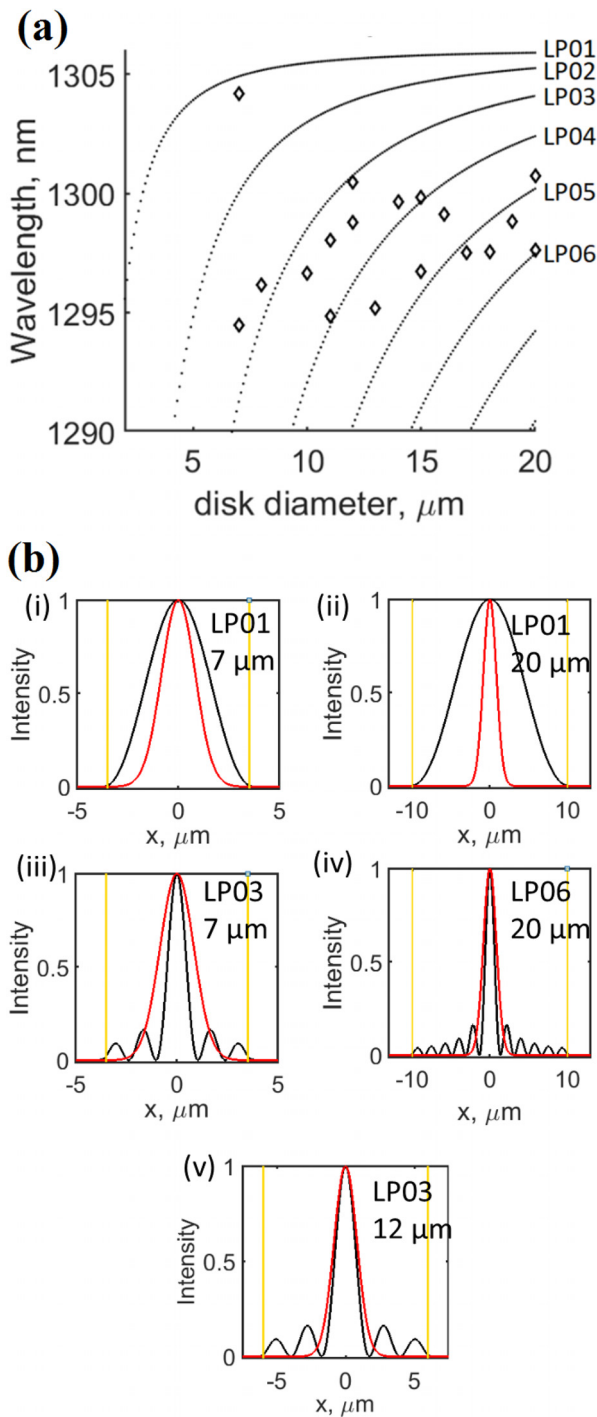 (a)
Wavelength, nm
1305
1300
1295
1290
LP01
LP02
LP03
LP04
LP05
LP06
5 10 15 20
disk diameter, μm
(b)
(i)
Intensity
1
0.5
0
LP01
7 μm
-5 0 5
x, μm
(ii)
Intensity
1
0.5
0
LP01
20 μm
-10 0 10
x, μm
(iii)
Intensity
1
0.5
0
LP03
7 μm
-5 0 5
x, μm
(iv)
Intensity
1
0.5
0
LP06
20 μm
-10 0 10
x, μm
(v)
Intensity
1
0.5
0
LP03
12 μm
-5 0 5
x, μm